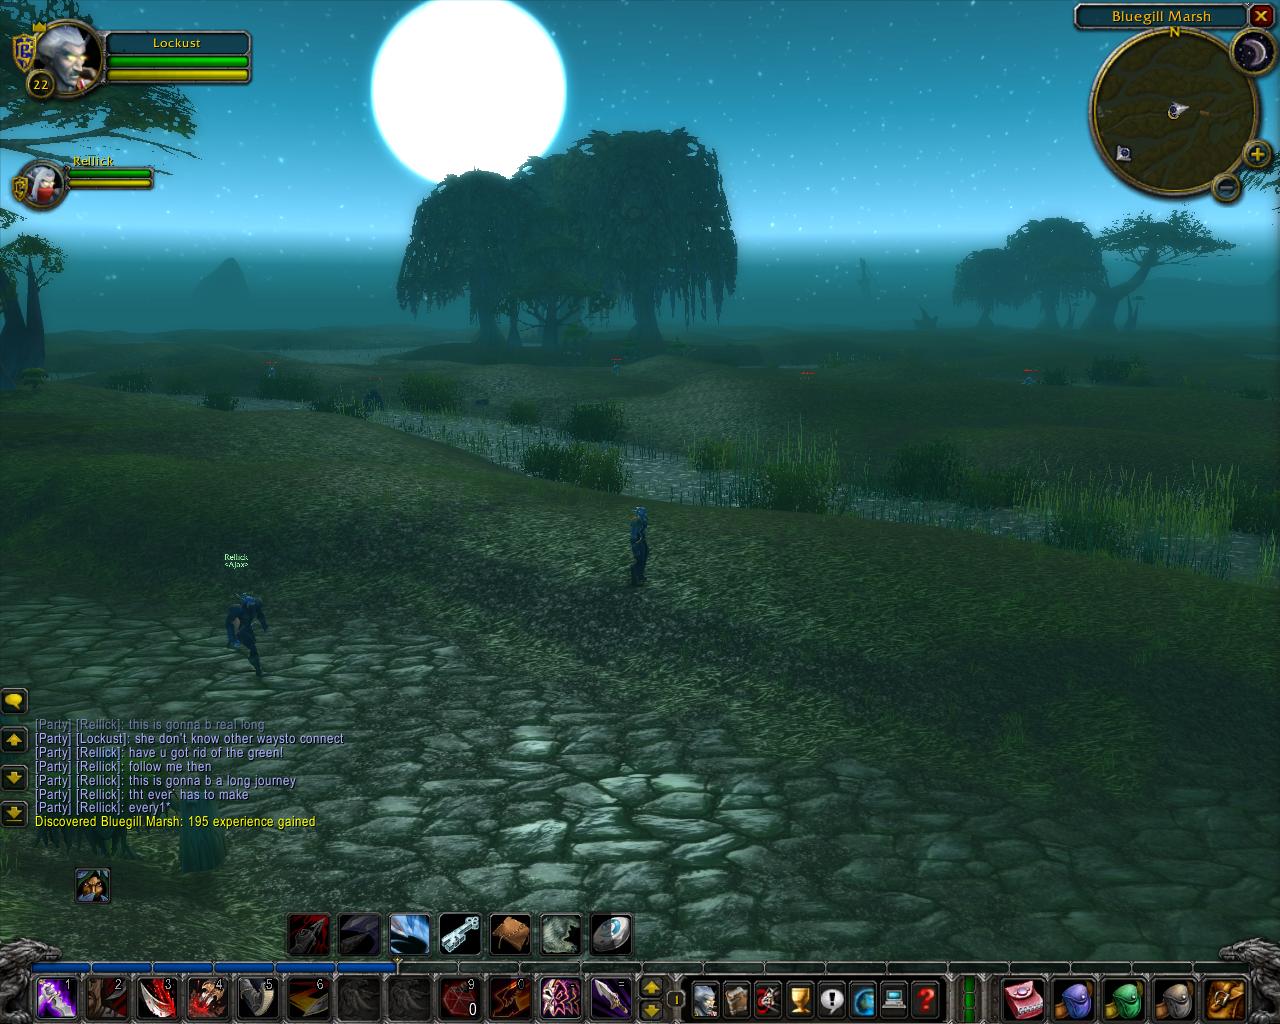 Lockust
22
Rellick
Bluegill Marsh
N
Rellick
<Ajax>
[Party] [Rellick]: this is gonna b real long
[Party] [Lockust]: she don't know other waysto connect
[Party] [Rellick]: have u got rid of the green!
[Party] [Rellick]: follow me then
[Party] [Rellick]: this is gonna b a long journey
[Party] [Rellick]: tht ever` has to make
[Party] [Rellick]: every1*
Discovered Bluegill Marsh: 195 experience gained
1 2 3 4 5 6 9 0 =
0
1